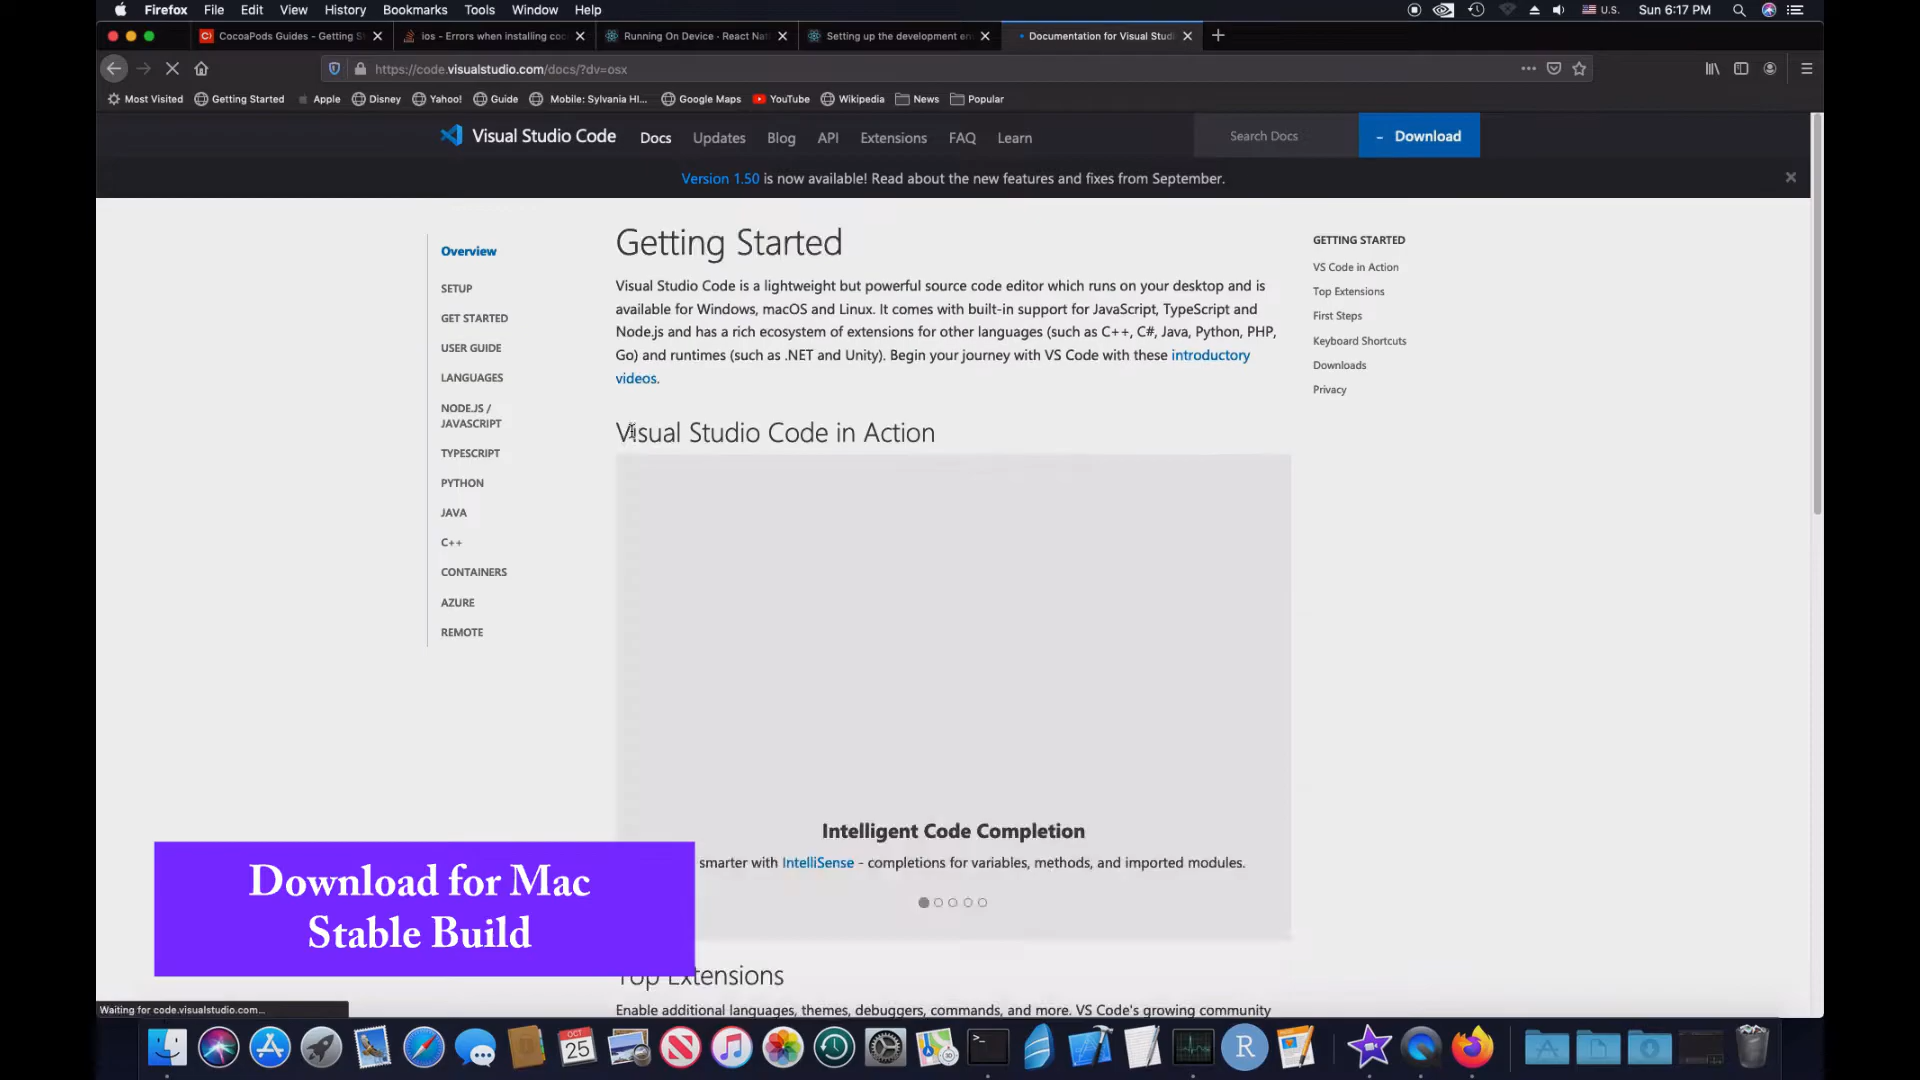 Firefox File Edit View History Bookmarks Tools Window Help U.S. Sun 6:17 PM
CocoaPods Guides - Getting S ios - Errors when installing coc Running On Device · React Nat Setting up the development en Documentation for Visual Studi
https://code.visualstudio.com/docs/?dv=osx
Most Visited Getting Started Apple Disney Yahoo! Guide Mobile: Sylvania HI... Google Maps YouTube Wikipedia News Popular
Visual Studio Code Docs Updates Blog API Extensions FAQ Learn Search Docs Download
Version 1.50 is now available! Read about the new features and fixes from September.
Overview
SETUP
GET STARTED
USER GUIDE
LANGUAGES
NODE.JS /
JAVASCRIPT
TYPESCRIPT
PYTHON
JAVA
C++
CONTAINERS
AZURE
REMOTE
Getting Started
Visual Studio Code is a lightweight but powerful source code editor which runs on your desktop and is
available for Windows, macOS and Linux. It comes with built-in support for JavaScript, TypeScript and
Node.js and has a rich ecosystem of extensions for other languages (such as C++, C#, Java, Python, PHP,
Go) and runtimes (such as .NET and Unity). Begin your journey with VS Code with these introductory
videos.
Visual Studio Code in Action
Intelligent Code Completion
smarter with IntelliSense - completions for variables, methods, and imported modules.
Top Extensions
Enable additional languages, themes, debuggers, commands, and more. VS Code's growing community
GETTING STARTED
VS Code in Action
Top Extensions
First Steps
Keyboard Shortcuts
Downloads
Privacy
Download for Mac
Stable Build
Waiting for code.visualstudio.com...
OCT
25
R